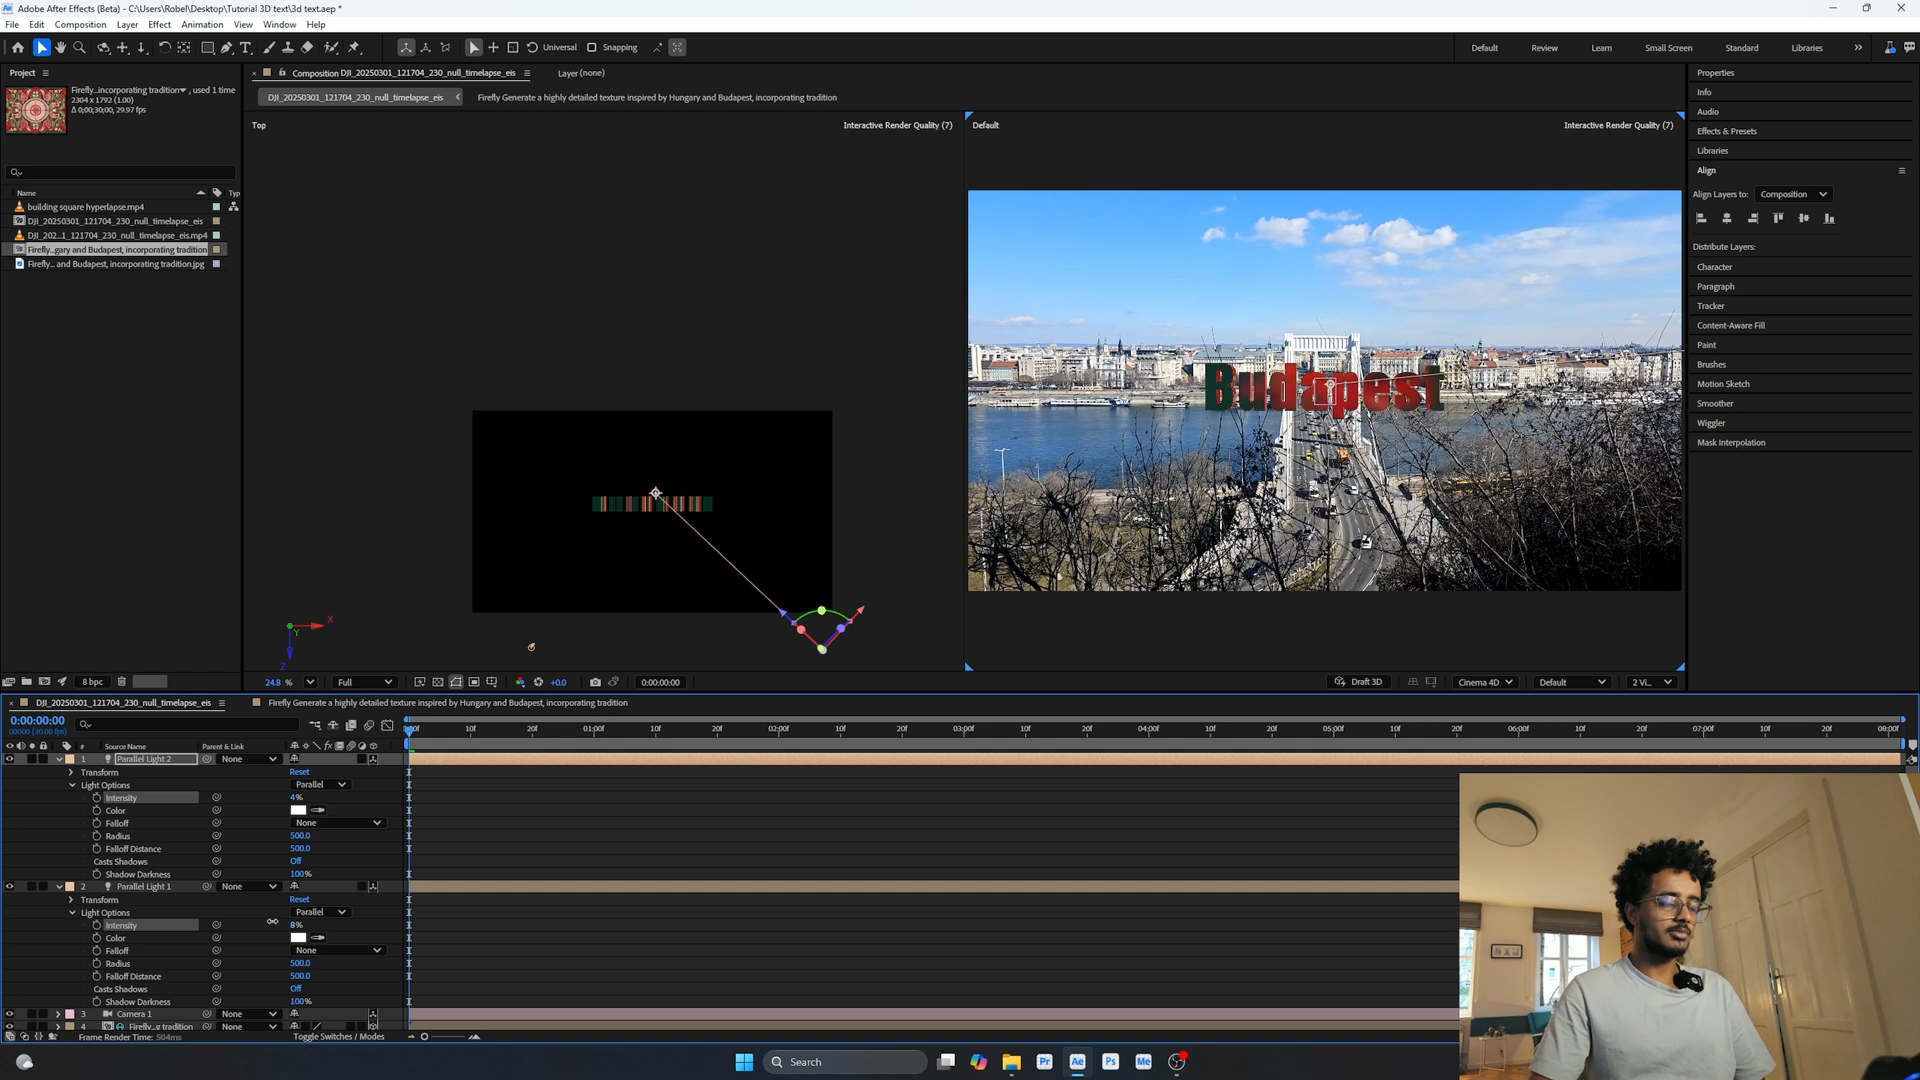 Adobe After Effects (Beta) - C:\Users\Robel\Desktop\Tutorial 3D text\3d text.aep *
File Edit Composition Layer Effect Animation View Window Help
Universal Snapping
Default Review Learn Small Screen Standard Libraries
Project
Firefly...incorporating tradition , used 1 time
2304 x 1792 (1.00)
Δ 0;00;30;00, 29.97 fps
Name Typ
building square hyperlapse.mp4
DJI_20250301_121704_230_null_timelapse_eis
DJI_202...1_121704_230_null_timelapse_eis.mp4
Firefly...gary and Budapest, incorporating tradition
Firefly... and Budapest, incorporating tradition.jpg
8 bpc
Composition DJI_20250301_121704_230_null_timelapse_eis
Layer (none)
DJI_20250301_121704_230_null_timelapse_eis
Firefly Generate a highly detailed texture inspired by Hungary and Budapest, incorporating tradition
Top
Interactive Render Quality (7)
Default
Interactive Render Quality (7)
Budapest
X
Y
Z
24.8 %
Full
+0.0
0:00:00:00
Draft 3D
Cinema 4D
Default
2 Vi...
Properties
Info
Audio
Effects & Presets
Libraries
Align
Align Layers to: Composition
Distribute Layers:
Character
Paragraph
Tracker
Content-Aware Fill
Paint
Brushes
Motion Sketch
Smoother
Wiggler
Mask Interpolation
DJI_20250301_121704_230_null_timelapse_eis
Firefly Generate a highly detailed texture inspired by Hungary and Budapest, incorporating tradition
0:00:00:00
00000 (30.00 fps)
:00f 10f 20f 01:00f 10f 20f 02:00f 10f 20f 03:00f 10f 20f 04:00f 10f 20f 05:00f 10f 20f 06:00f 10f 20f 07:00f 10f 20f 08:00f
# Source Name Parent & Link
1 Parallel Light 2 None
Transform Reset
Light Options Parallel
Intensity 4%
Color
Falloff None
Radius 500.0
Falloff Distance 500.0
Casts Shadows Off
Shadow Darkness 100%
2 Parallel Light 1 None
Transform Reset
Light Options Parallel
Intensity 8%
Color
Falloff None
Radius 500.0
Falloff Distance 500.0
Casts Shadows Off
Shadow Darkness 100%
3 Camera 1 None
4 Firefly...g tradition None
Frame Render Time: 504ms
Toggle Switches / Modes
Search
Pr
Ae
Ps
Me